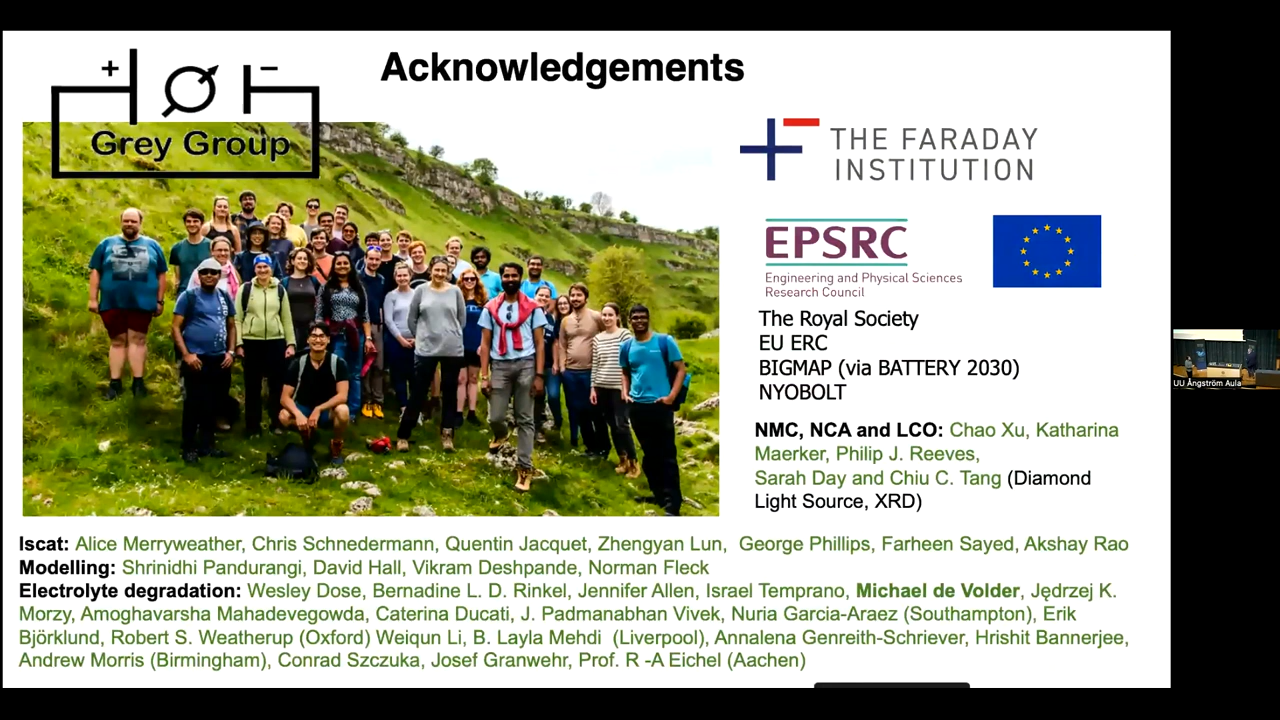 Acknowledgements
+ −
Grey Group
THE FARADAY
INSTITUTION
EPSRC
Engineering and Physical Sciences
Research Council
The Royal Society
EU ERC
BIGMAP (via BATTERY 2030)
NYOBOLT
NMC, NCA and LCO: Chao Xu, Katharina
Maerker, Philip J. Reeves,
Sarah Day and Chiu C. Tang (Diamond
Light Source, XRD)
Iscat: Alice Merryweather, Chris Schnedermann, Quentin Jacquet, Zhengyan Lun, George Phillips, Farheen Sayed, Akshay Rao
Modelling: Shrinidhi Pandurangi, David Hall, Vikram Deshpande, Norman Fleck
Electrolyte degradation: Wesley Dose, Bernadine L. D. Rinkel, Jennifer Allen, Israel Temprano, Michael de Volder, Jędrzej K.
Morzy, Amoghavarsha Mahadevegowda, Caterina Ducati, J. Padmanabhan Vivek, Nuria Garcia-Araez (Southampton), Erik
Björklund, Robert S. Weatherup (Oxford) Weiqun Li, B. Layla Mehdi (Liverpool), Annalena Genreith-Schriever, Hrishit Bannerjee,
Andrew Morris (Birmingham), Conrad Szczuka, Josef Granwehr, Prof. R -A Eichel (Aachen)
UU Ångström Aula